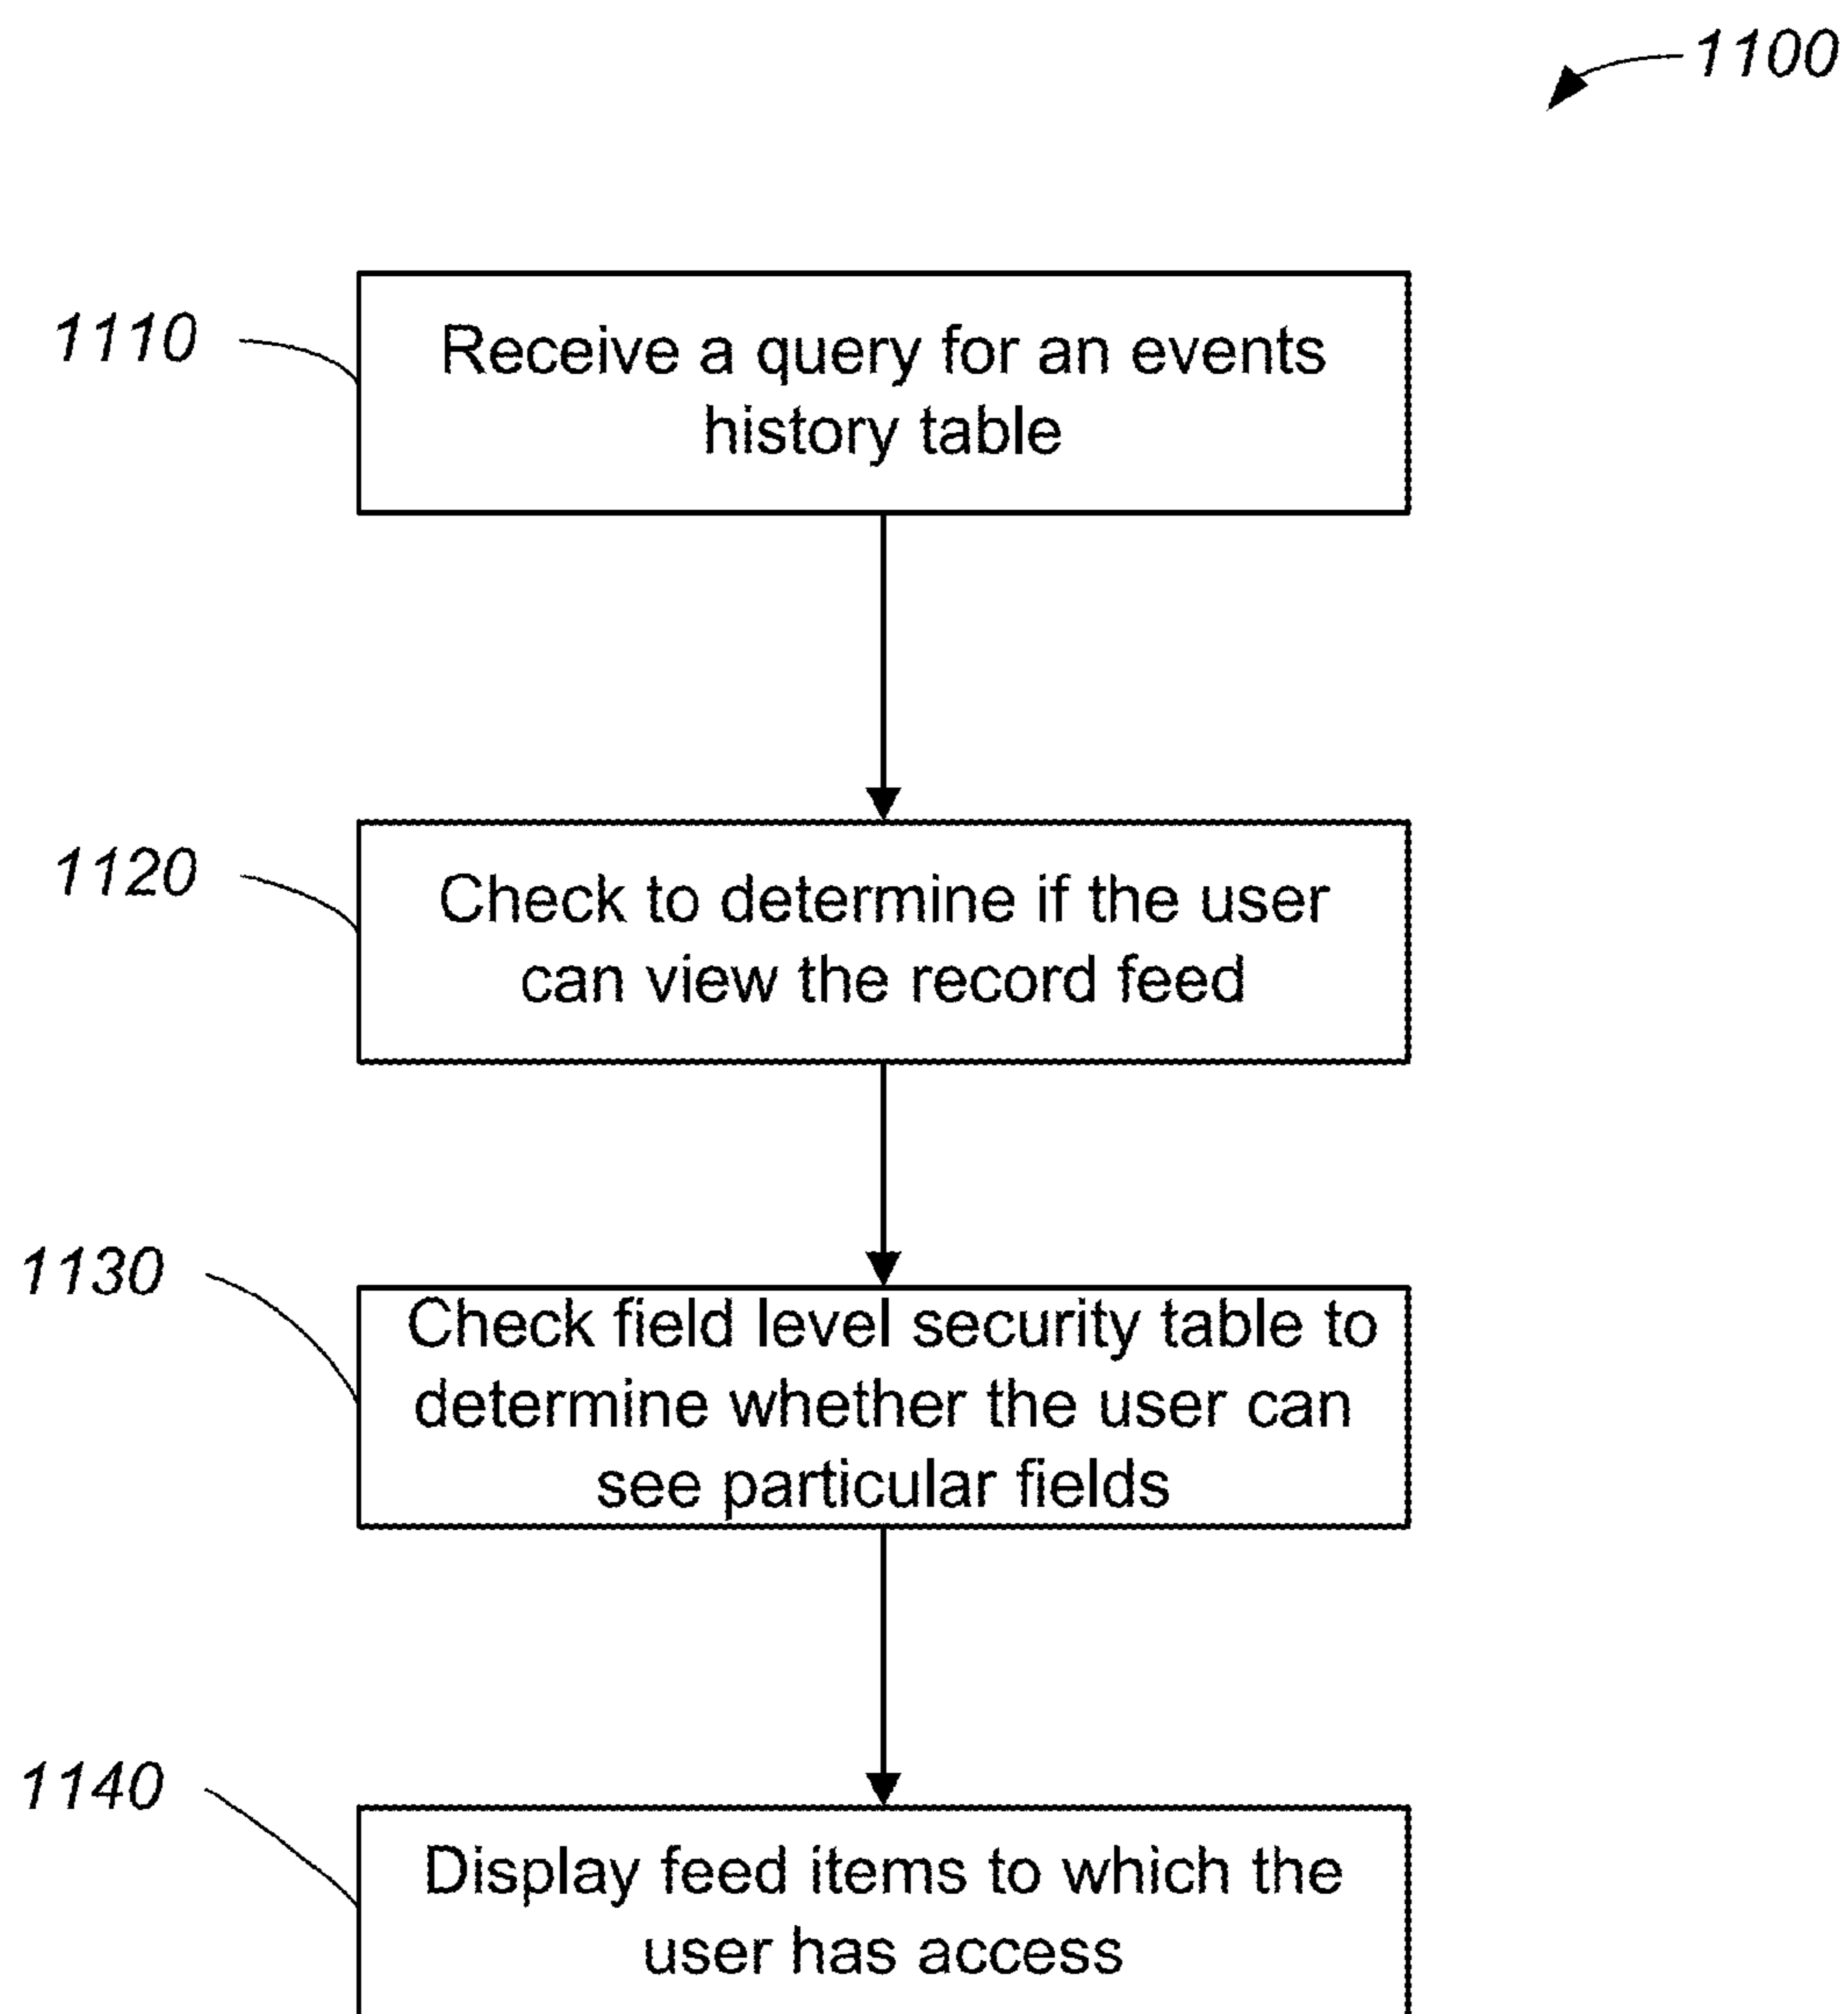 1100
1110
Receive a query for an events
history table
1120
Check to determine if the user
can view the record feed
1130
Check field level security table to
determine whether the user can
see particular fields
1140
Display feed items to which the
user has access